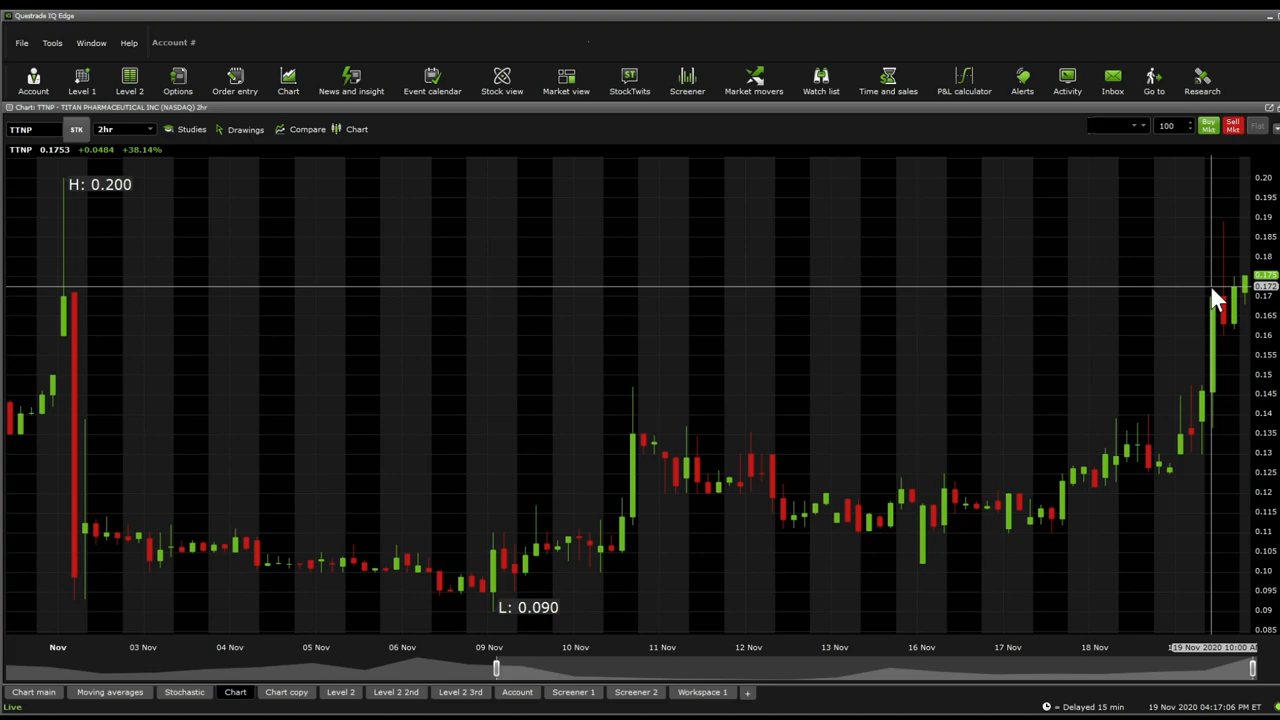 Questrade IQ Edge
File Tools Window Help Account #
Account Level 1 Level 2 Options Order entry Chart News and insight Event calendar Stock view Market view StockTwits Screener Market movers Watch list Time and sales P&L calculator Alerts Activity Inbox Go to Research
Chart: TTNP - TITAN PHARMACEUTICAL INC (NASDAQ) 2hr
TTNP STK 2hr Studies Drawings Compare Chart 100 Buy Mkt Sell Mkt Flat
TTNP 0.1753 +0.0484 +38.14%
H: 0.200
0.20
0.195
0.19
0.185
0.18
0.175
0.172
0.17
0.165
0.16
0.155
0.15
0.145
0.14
0.135
0.13
0.125
0.12
0.115
0.11
0.105
0.10
0.095
L: 0.090
0.09
0.085
Nov 03 Nov 04 Nov 05 Nov 06 Nov 09 Nov 10 Nov 11 Nov 12 Nov 13 Nov 16 Nov 17 Nov 18 Nov 19 Nov 2020 10:00
Chart main Moving averages Stochastic Chart Chart copy Level 2 Level 2 2nd Level 2 3rd Account Screener 1 Screener 2 Workspace 1 +
Live = Delayed 15 min 19 Nov 2020 04:17:06 PM ET